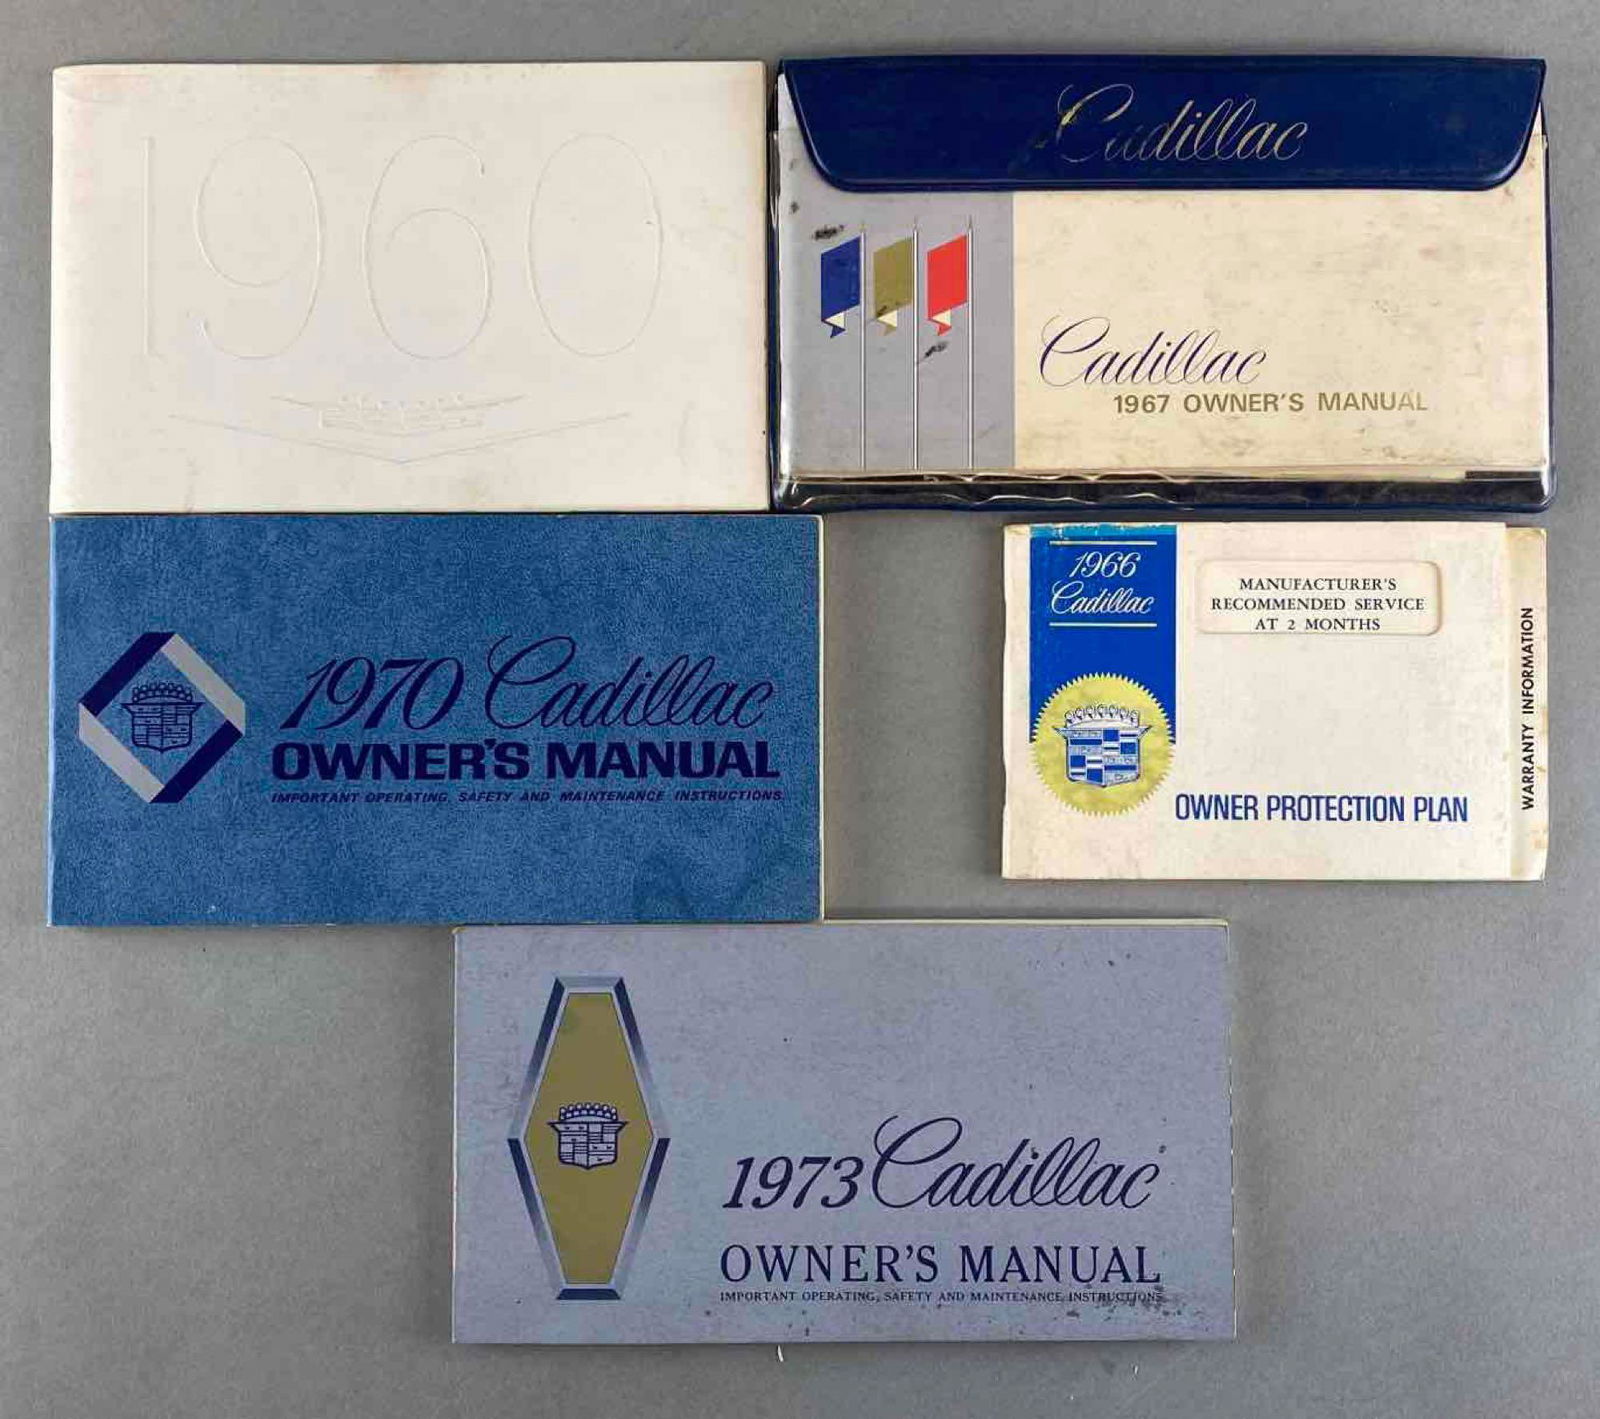 1960
Cadillac
Cadillac
1967 OWNER'S MANUAL
1970 Cadillac
OWNER'S MANUAL
IMPORTANT OPERATING, SAFETY AND MAINTENANCE INSTRUCTIONS
1966
Cadillac
MANUFACTURER'S
RECOMMENDED SERVICE
AT 2 MONTHS
OWNER PROTECTION PLAN
WARRANTY INFORMATION
1973 Cadillac
OWNER'S MANUAL
IMPORTANT OPERATING, SAFETY AND MAINTENANCE INSTRUCTIONS